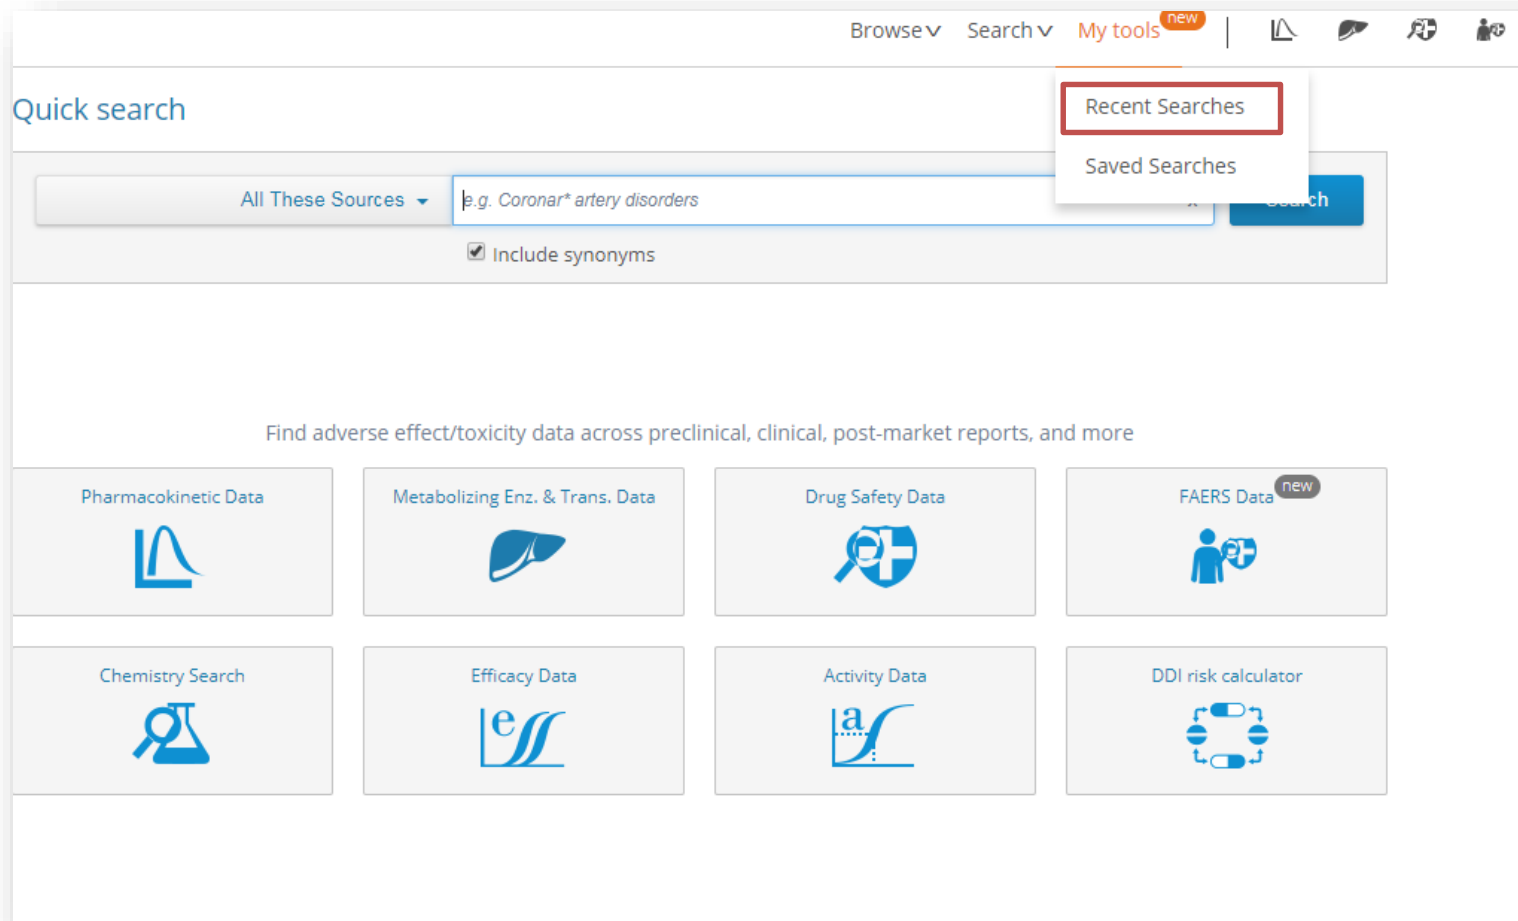 Browse Search My tools new
Recent Searches
Saved Searches
Quick search
All These Sources e.g. Coronar* artery disorders x Search
Include synonyms
Find adverse effect/toxicity data across preclinical, clinical, post-market reports, and more
Pharmacokinetic Data Metabolizing Enz. & Trans. Data Drug Safety Data FAERS Data new
Chemistry Search Efficacy Data Activity Data DDI risk calculator
e a